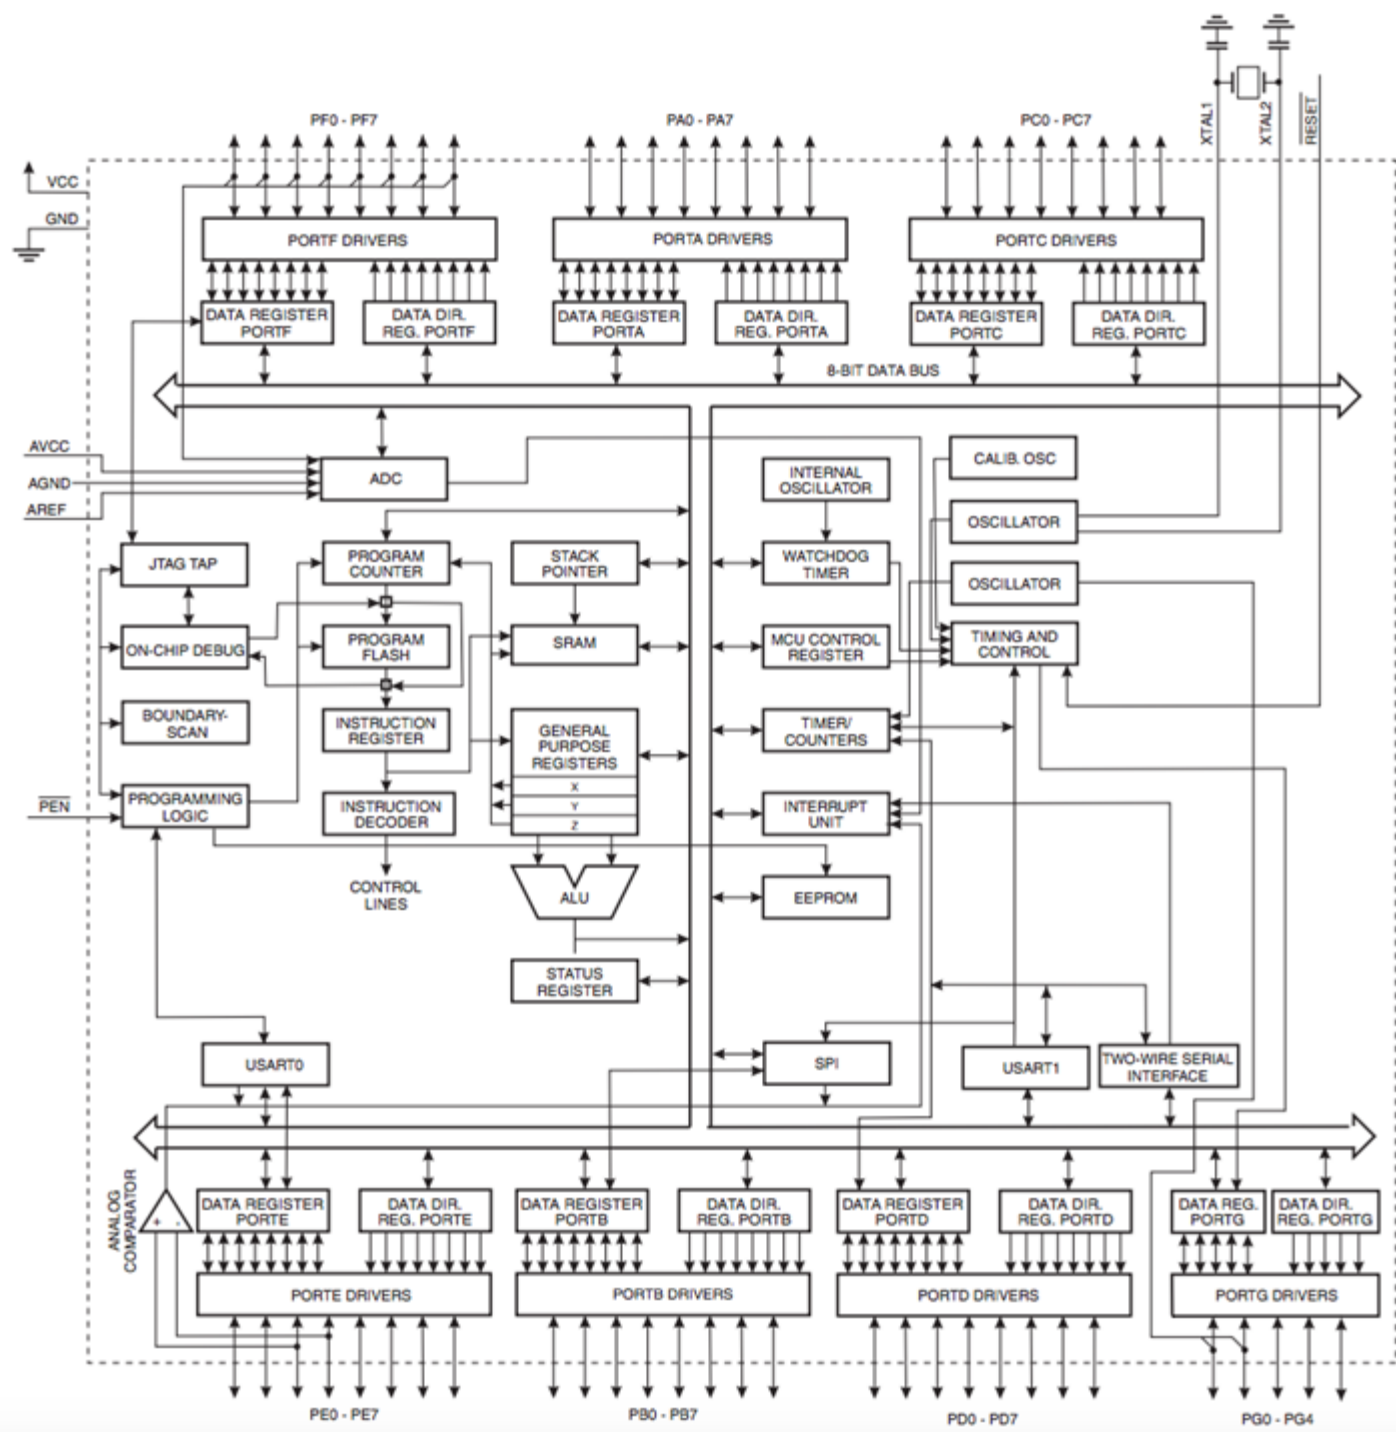 XTAL1
XTAL2
RESET
PF0 - PF7
PA0 - PA7
PC0 - PC7
VCC
GND
PORTF DRIVERS
PORTA DRIVERS
PORTC DRIVERS
DATA REGISTER
PORTF
DATA DIR.
REG. PORTF
DATA REGISTER
PORTA
DATA DIR.
REG. PORTA
DATA REGISTER
PORTC
DATA DIR.
REG. PORTC
8-BIT DATA BUS
AVCC
AGND
AREF
ADC
INTERNAL
OSCILLATOR
CALIB. OSC
OSCILLATOR
JTAG TAP
PROGRAM
COUNTER
STACK
POINTER
WATCHDOG
TIMER
OSCILLATOR
ON-CHIP DEBUG
PROGRAM
FLASH
SRAM
MCU CONTROL
REGISTER
TIMING AND
CONTROL
BOUNDARY-
SCAN
INSTRUCTION
REGISTER
GENERAL
PURPOSE
REGISTERS
X
Y
Z
TIMER/
COUNTERS
PEN
PROGRAMMING
LOGIC
INSTRUCTION
DECODER
INTERRUPT
UNIT
CONTROL
LINES
ALU
EEPROM
STATUS
REGISTER
USART0
SPI
USART1
TWO-WIRE SERIAL
INTERFACE
ANALOG
COMPARATOR
+
-
DATA REGISTER
PORTE
DATA DIR.
REG. PORTE
DATA REGISTER
PORTB
DATA DIR.
REG. PORTB
DATA REGISTER
PORTD
DATA DIR.
REG. PORTD
DATA REG.
PORTG
DATA DIR.
REG. PORTG
PORTE DRIVERS
PORTB DRIVERS
PORTD DRIVERS
PORTG DRIVERS
PE0 - PE7
PB0 - PB7
PD0 - PD7
PG0 - PG4